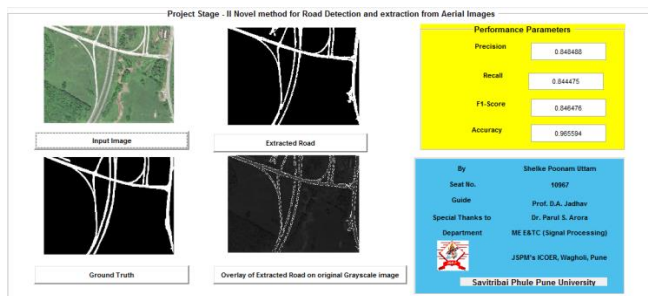 Project Stage - II Novel method for Road Detection and extraction from Aerial Images
Input Image
Extracted Road
Ground Truth
Overlay of Extracted Road on original Grayscale image
Performance Parameters
Precision 0.848488
Recall 0.844475
F1-Score 0.846476
Accuracy 0.965594
By Shelke Poonam Uttam
Seat No. 10967
Guide Prof. D.A. Jadhav
Special Thanks to Dr. Parul S. Arora
Department ME E&TC (Signal Processing)
JSPM's ICOER, Wagholi, Pune
Savitribai Phule Pune University